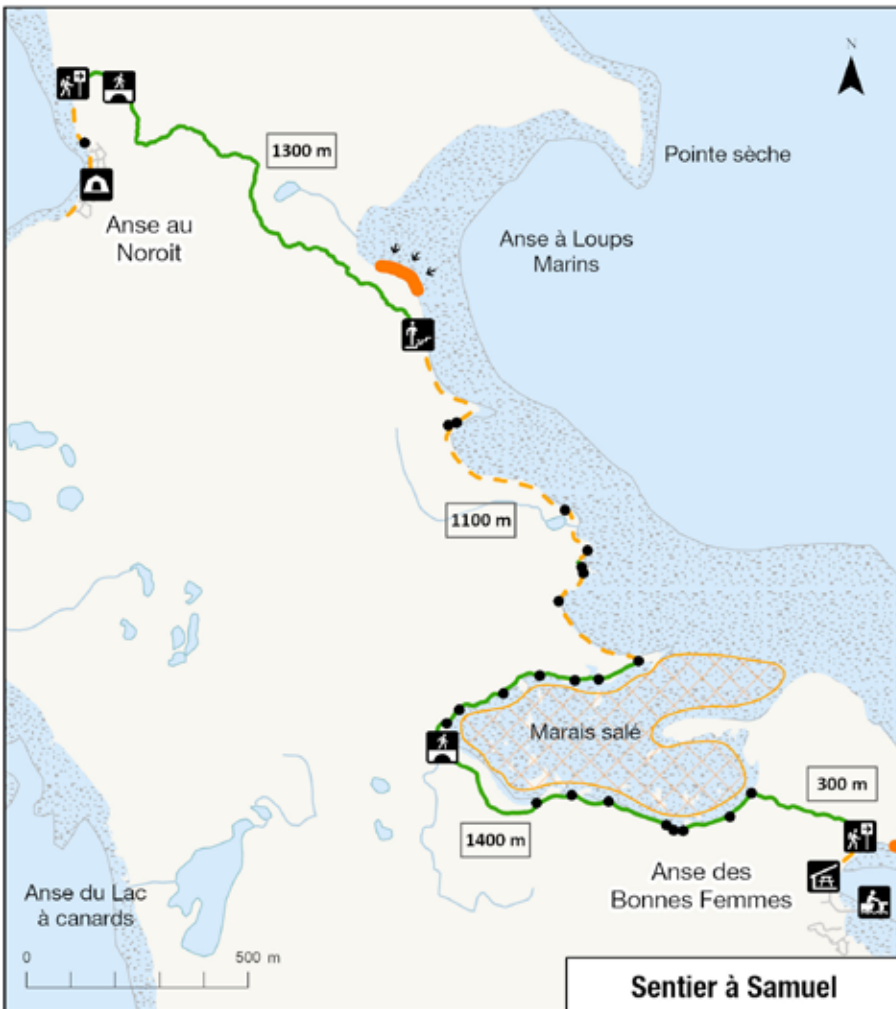 N
Pointe sèche
1300 m
Anse au
Noroit
Anse à Loups
Marins
1100 m
Marais salé
300 m
1400 m
Anse des
Bonnes Femmes
Anse du Lac
à canards
0 500 m
Sentier à Samuel